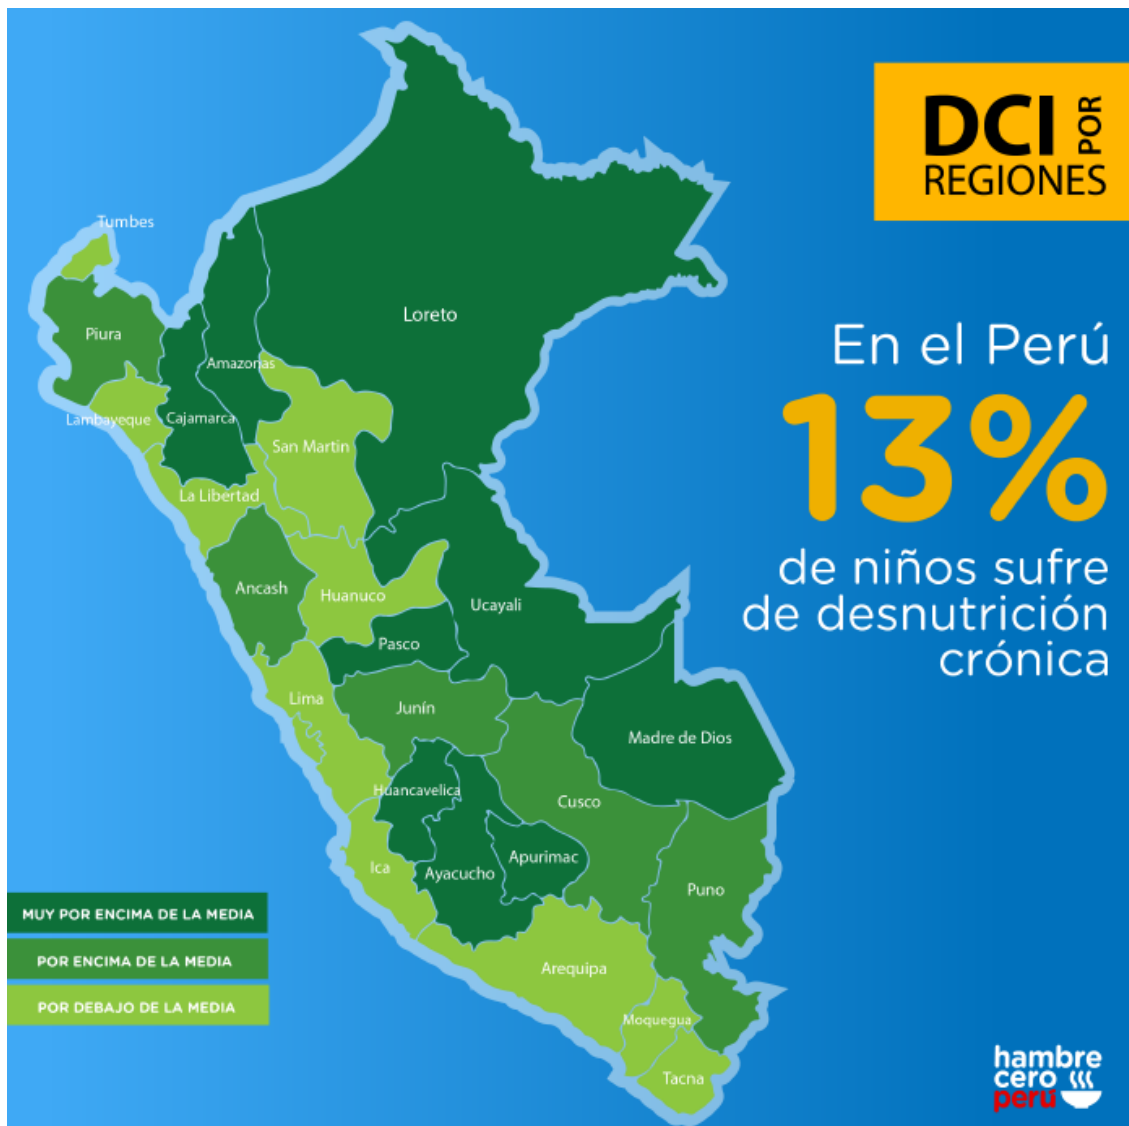 DCI POR
REGIONES
En el Perú
13%
de niños sufre
de desnutrición
crónica
Tumbes
Piura
Loreto
Amazonas
Lambayeque
Cajamarca
San Martin
La Libertad
Ancash
Huanuco
Ucayali
Pasco
Lima
Junín
Madre de Dios
Huancavelica
Cusco
Ica
Ayacucho
Apurimac
Puno
Arequipa
Moquegua
Tacna
MUY POR ENCIMA DE LA MEDIA
POR ENCIMA DE LA MEDIA
POR DEBAJO DE LA MEDIA
hambre
cero
perú